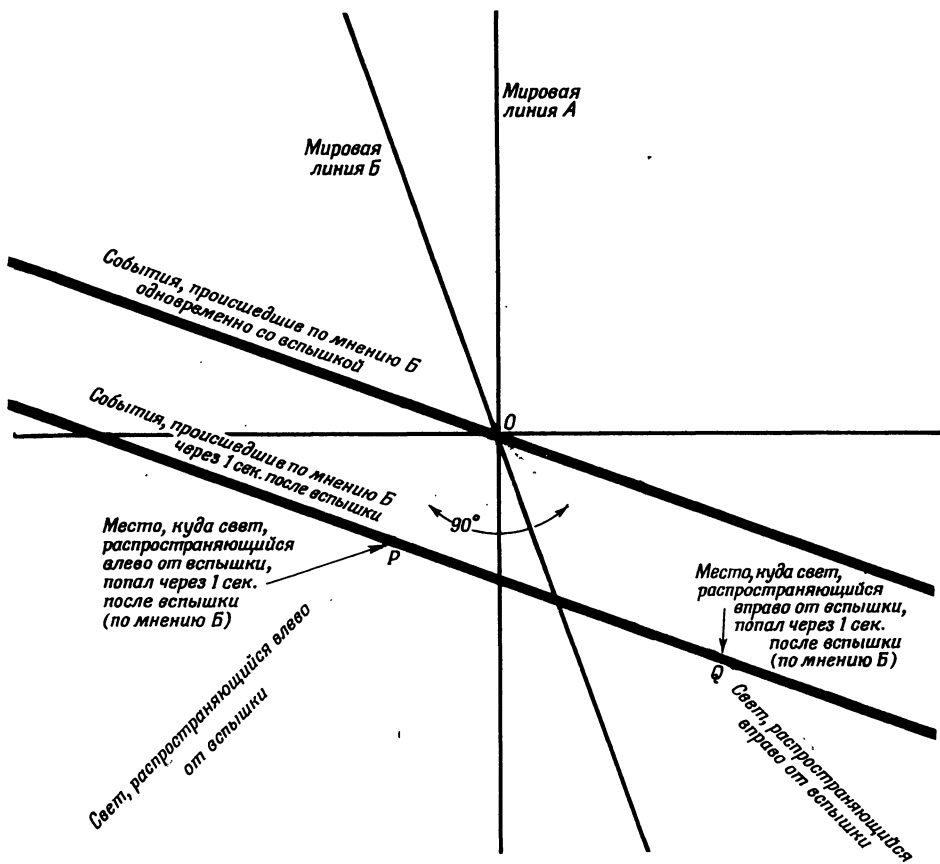 Мировая
линия А
Мировая
линия Б
События, происшедшие по мнению Б
одновременно со вспышкой
О
События, происшедшие по мнению Б
через 1 сек. после вспышки
90°
Место, куда свет,
распространяющийся
влево от вспышки,
попал через 1 сек.
после вспышки
(по мнению Б)
P
Место, куда свет,
распространяющийся
вправо от вспышки,
попал через 1 сек.
после вспышки
(по мнению Б)
Q
Свет, распространяющийся влево
от вспышки
Свет, распространяющийся
вправо от вспышки